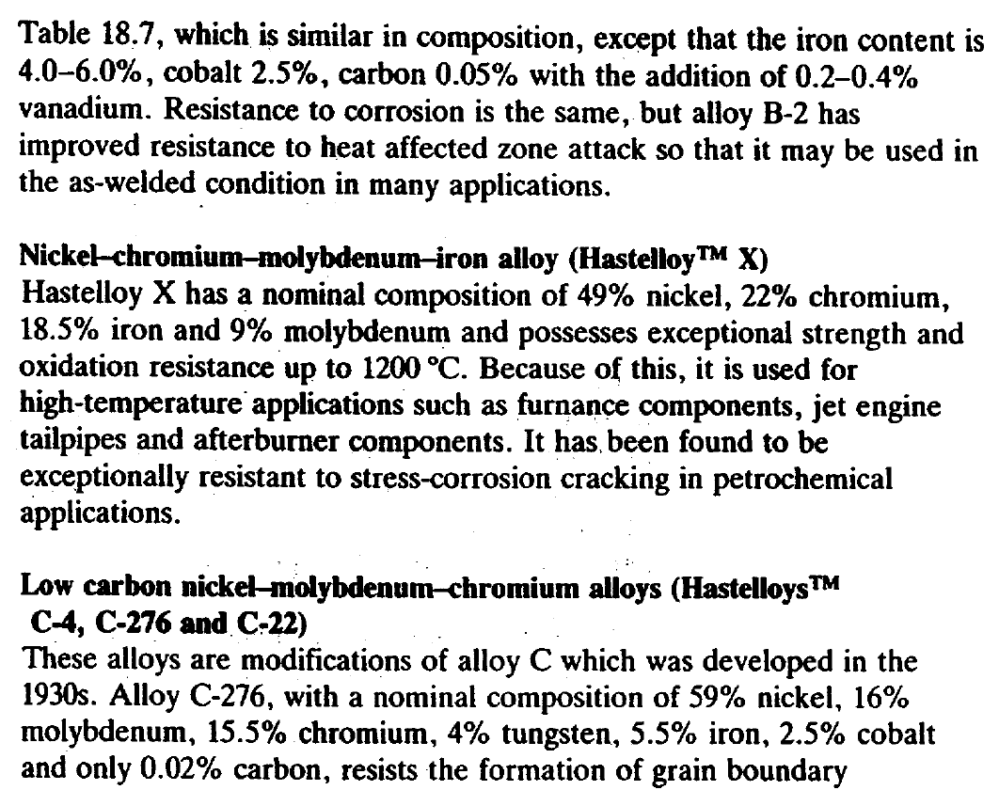 Table 18.7, which is similar in composition, except that the iron content is
4.0–6.0%, cobalt 2.5%, carbon 0.05% with the addition of 0.2–0.4%
vanadium. Resistance to corrosion is the same, but alloy B-2 has
improved resistance to heat affected zone attack so that it may be used in
the as-welded condition in many applications.

Nickel–chromium–molybdenum–iron alloy (Hastelloy™ X)
Hastelloy X has a nominal composition of 49% nickel, 22% chromium,
18.5% iron and 9% molybdenum and possesses exceptional strength and
oxidation resistance up to 1200 °C. Because of this, it is used for
high-temperature applications such as furnance components, jet engine
tailpipes and afterburner components. It has been found to be
exceptionally resistant to stress-corrosion cracking in petrochemical
applications.

Low carbon nickel–molybdenum–chromium alloys (Hastelloys™
C-4, C-276 and C-22)
These alloys are modifications of alloy C which was developed in the
1930s. Alloy C-276, with a nominal composition of 59% nickel, 16%
molybdenum, 15.5% chromium, 4% tungsten, 5.5% iron, 2.5% cobalt
and only 0.02% carbon, resists the formation of grain boundary